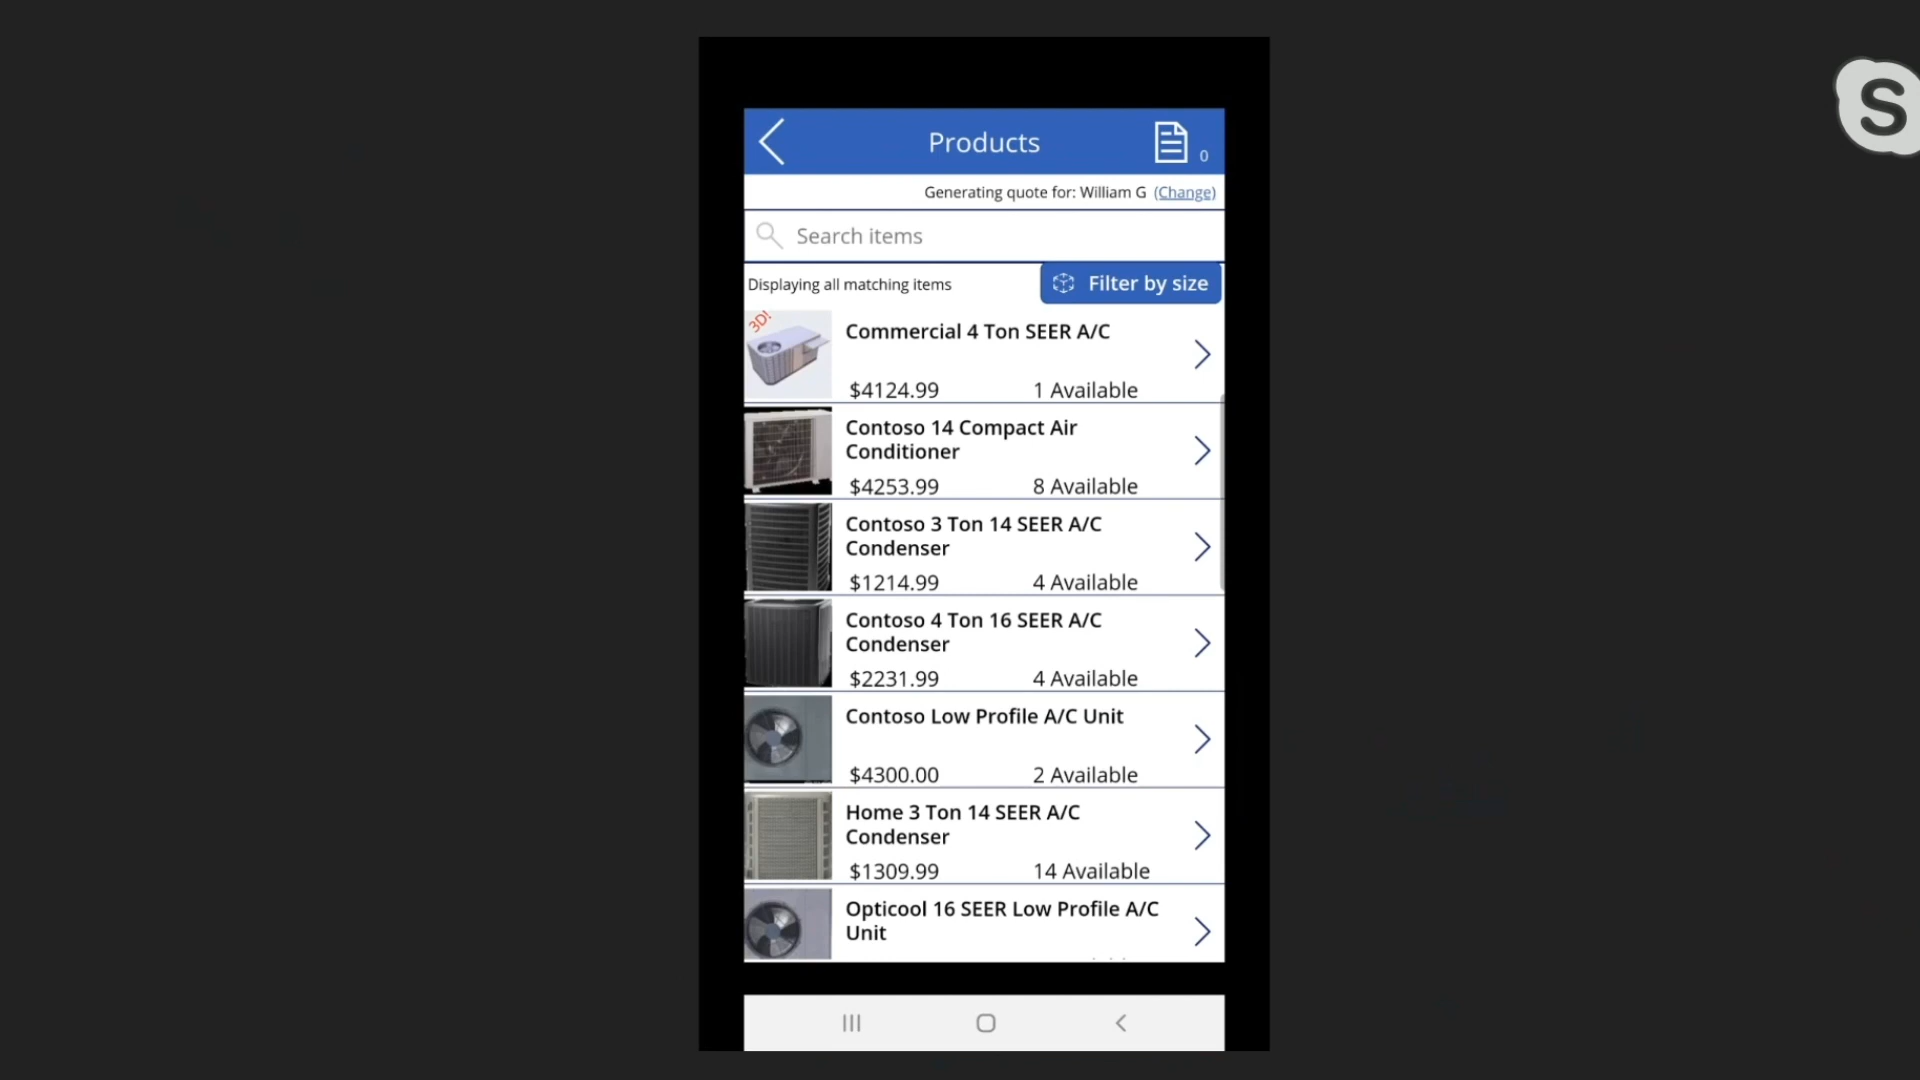 Products
0
Generating quote for: William G (Change)
Search items
Displaying all matching items
Filter by size
3D!
Commercial 4 Ton SEER A/C
$4124.99 1 Available
Contoso 14 Compact Air
Conditioner
$4253.99 8 Available
Contoso 3 Ton 14 SEER A/C
Condenser
$1214.99 4 Available
Contoso 4 Ton 16 SEER A/C
Condenser
$2231.99 4 Available
Contoso Low Profile A/C Unit
$4300.00 2 Available
Home 3 Ton 14 SEER A/C
Condenser
$1309.99 14 Available
Opticool 16 SEER Low Profile A/C
Unit
S